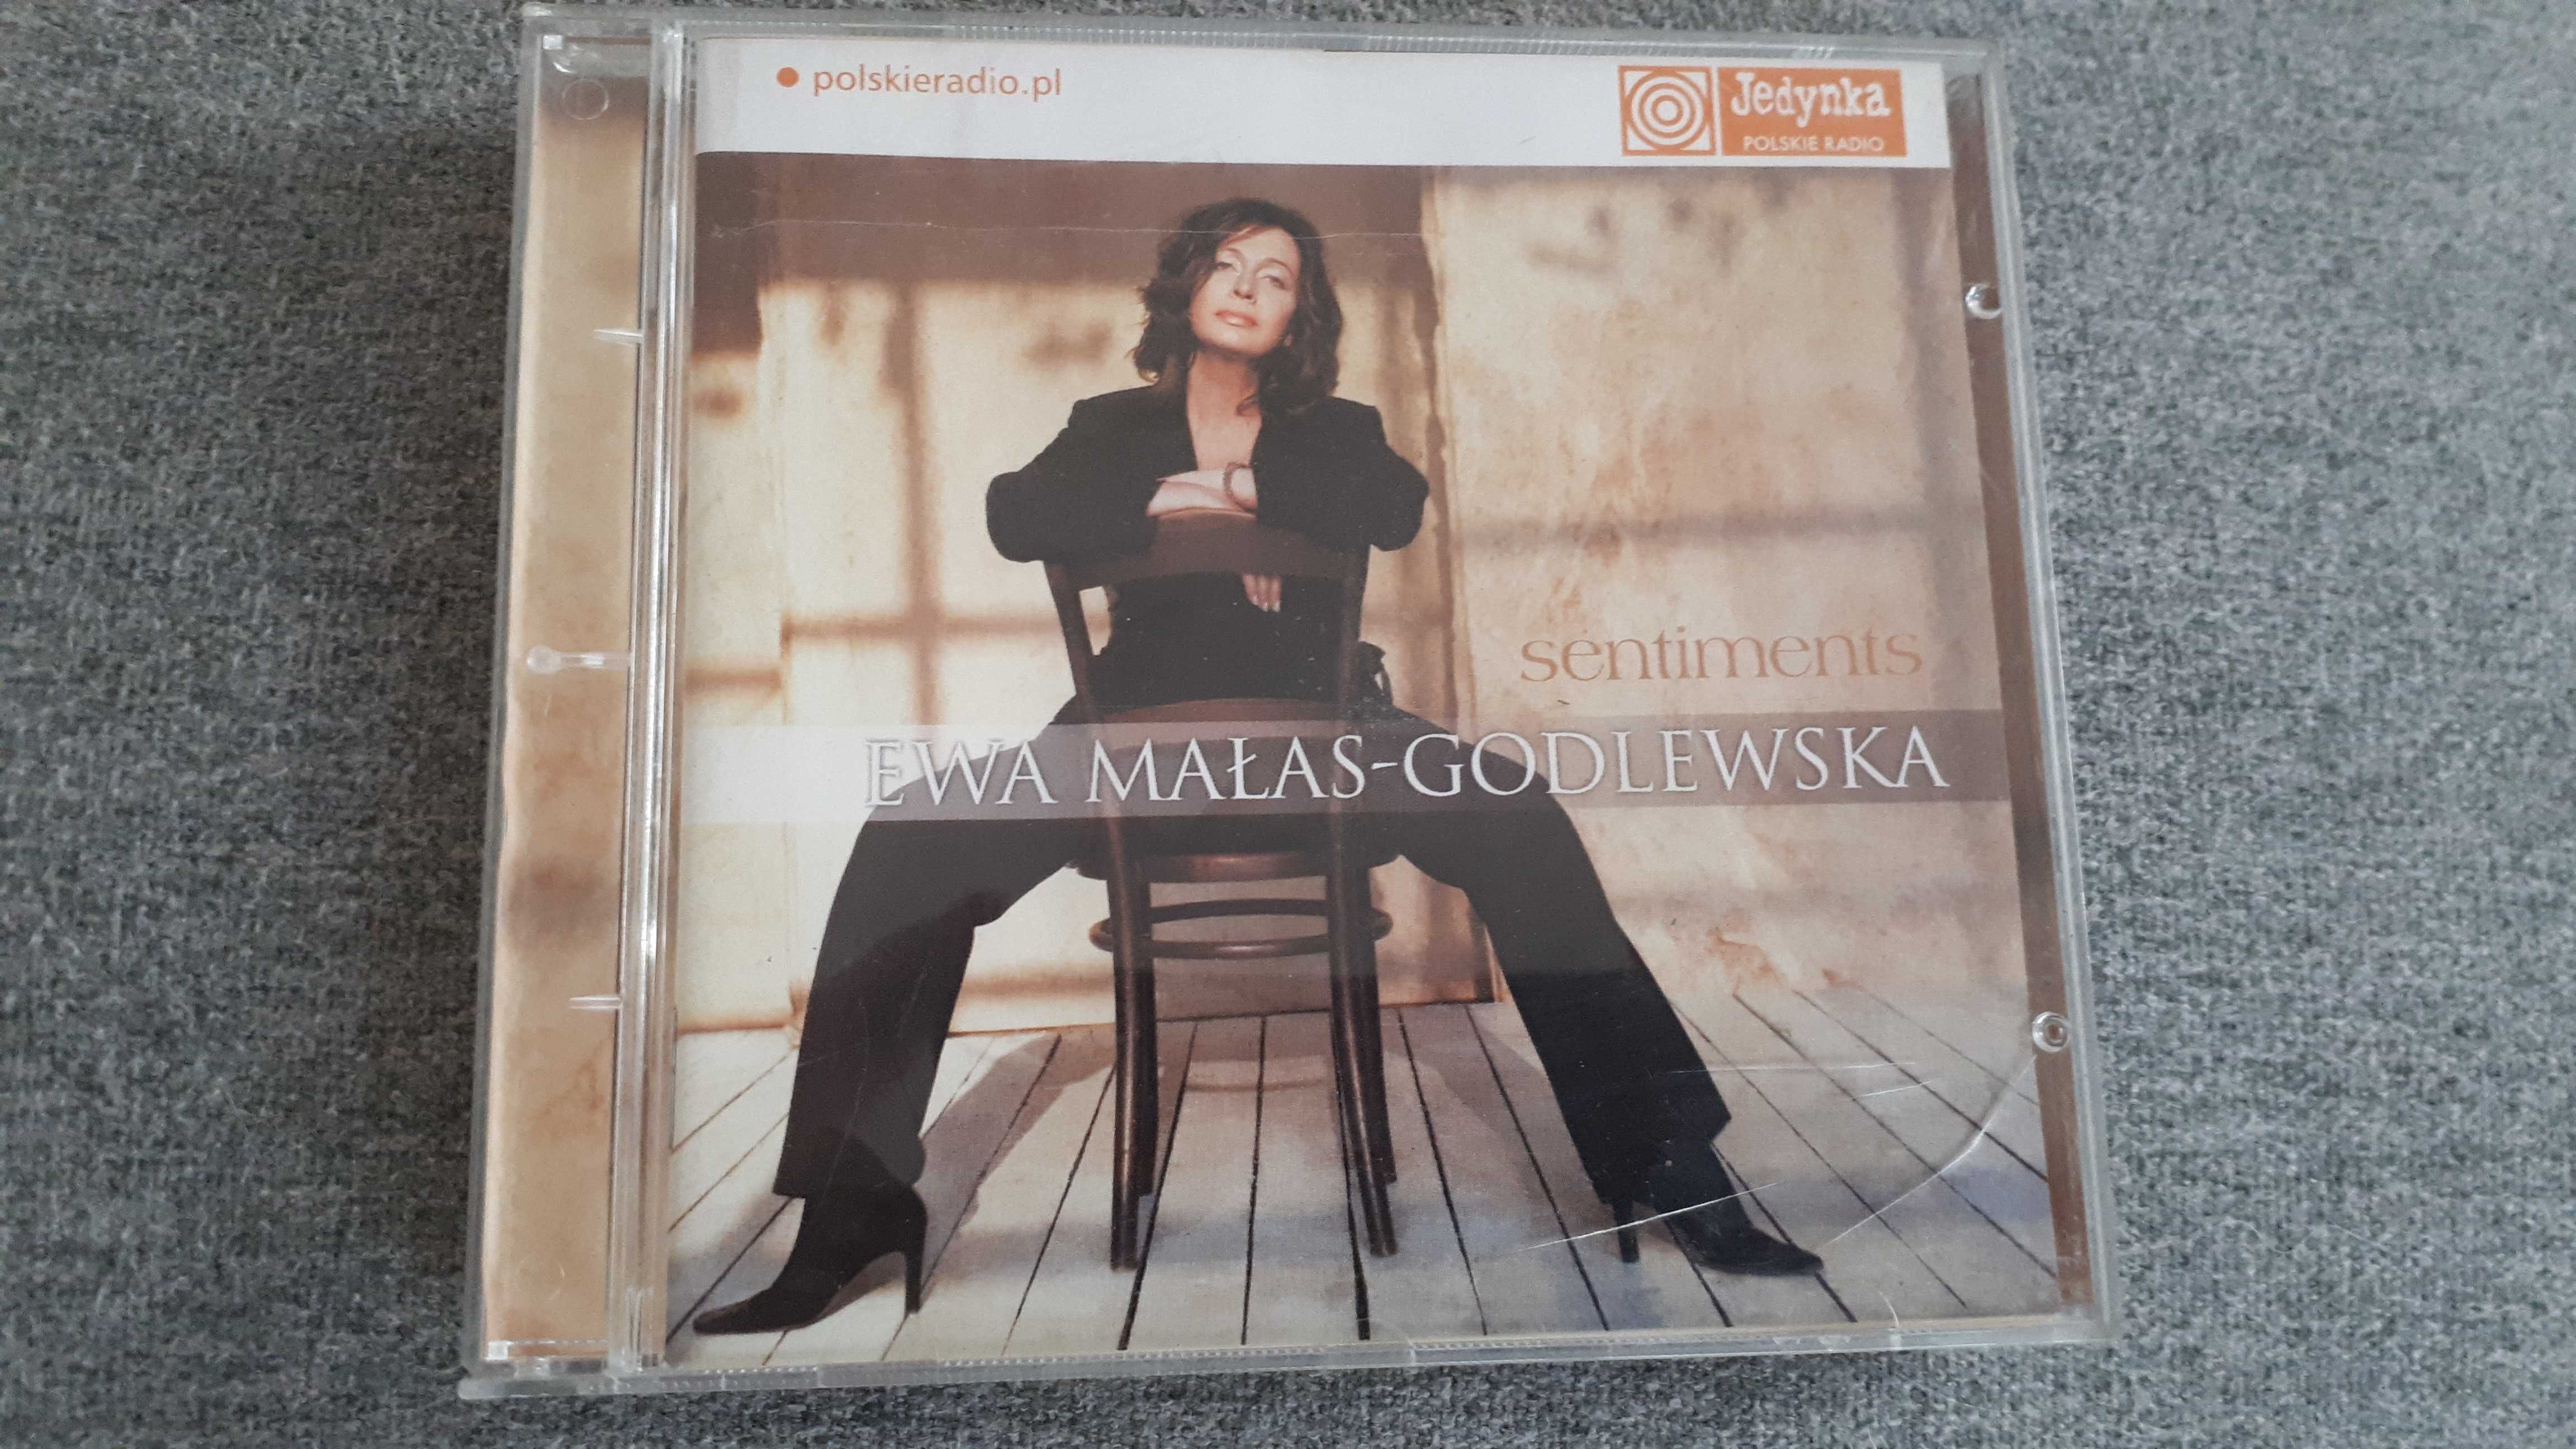 polskieradio.pl
Jedynka
POLSKIE RADIO
sentiments
EWA MAŁAS-GODLEWSKA